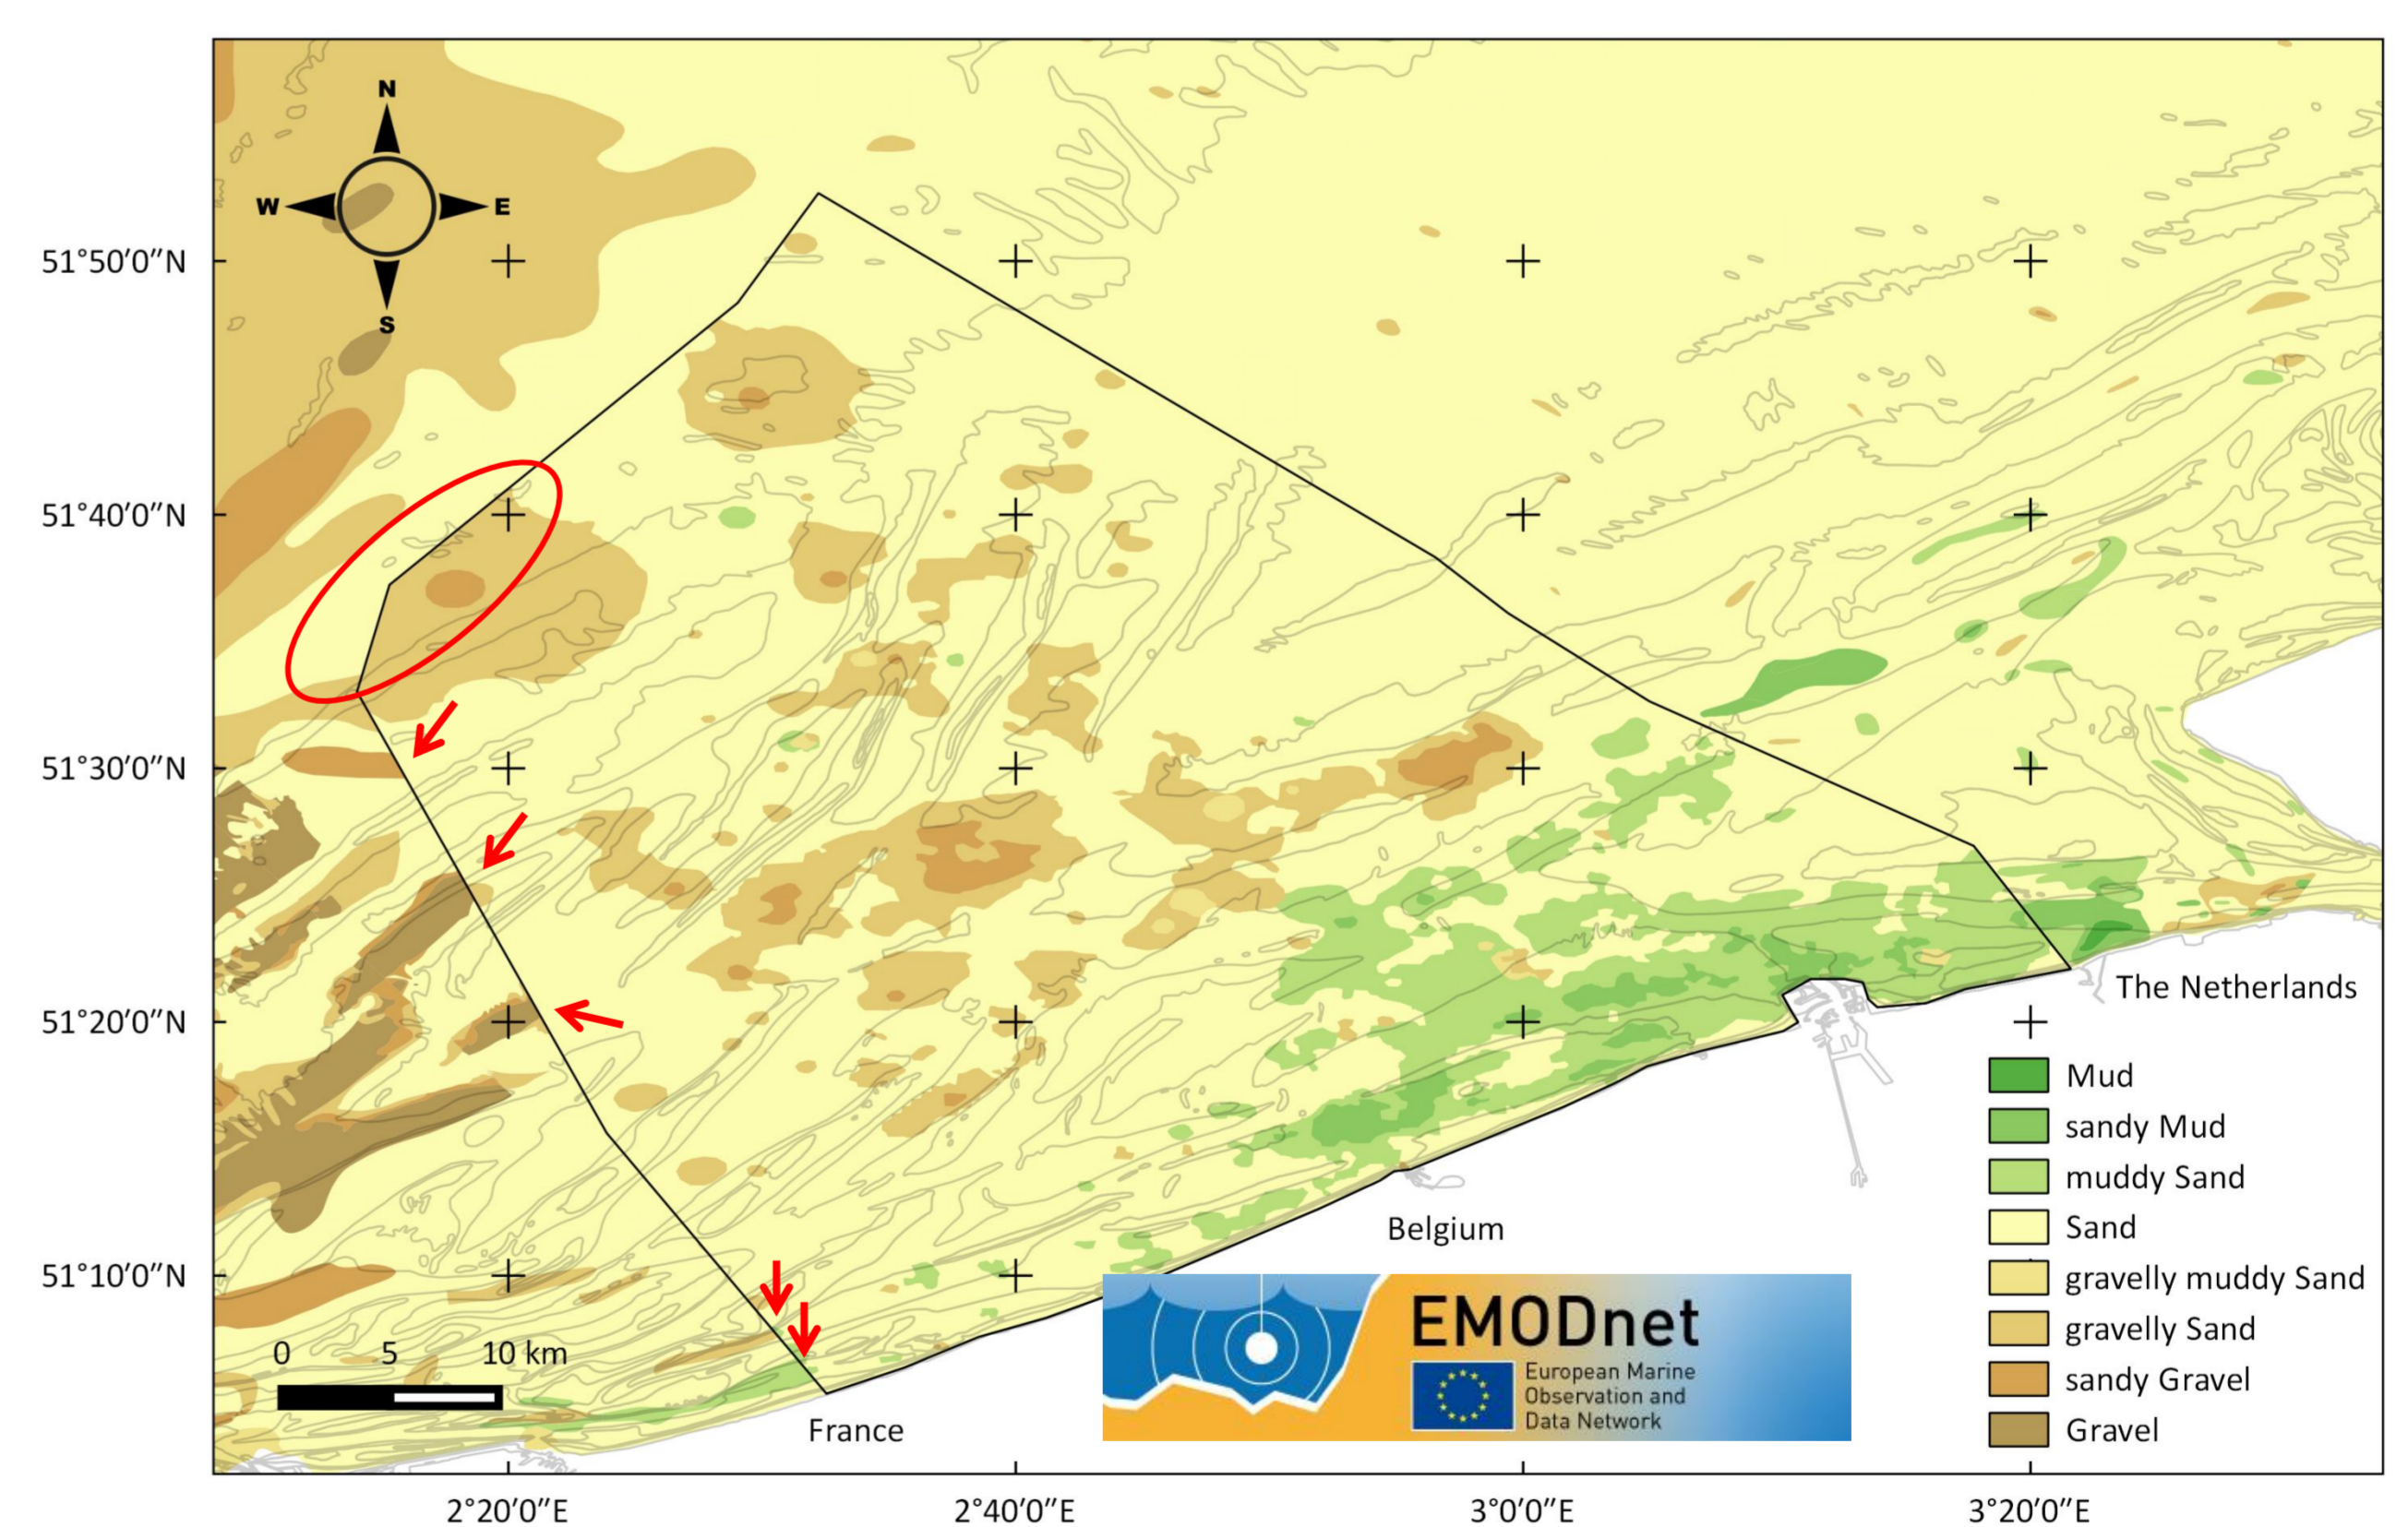 N
W
E
S
51°50′0″N
51°40′0″N
51°30′0″N
51°20′0″N
51°10′0″N
The Netherlands
Mud
sandy Mud
muddy Sand
Sand
gravelly muddy Sand
gravelly Sand
sandy Gravel
Gravel
Belgium
France
0 5 10 km
EMODnet
European Marine
Observation and
Data Network
2°20′0″E 2°40′0″E 3°0′0″E 3°20′0″E